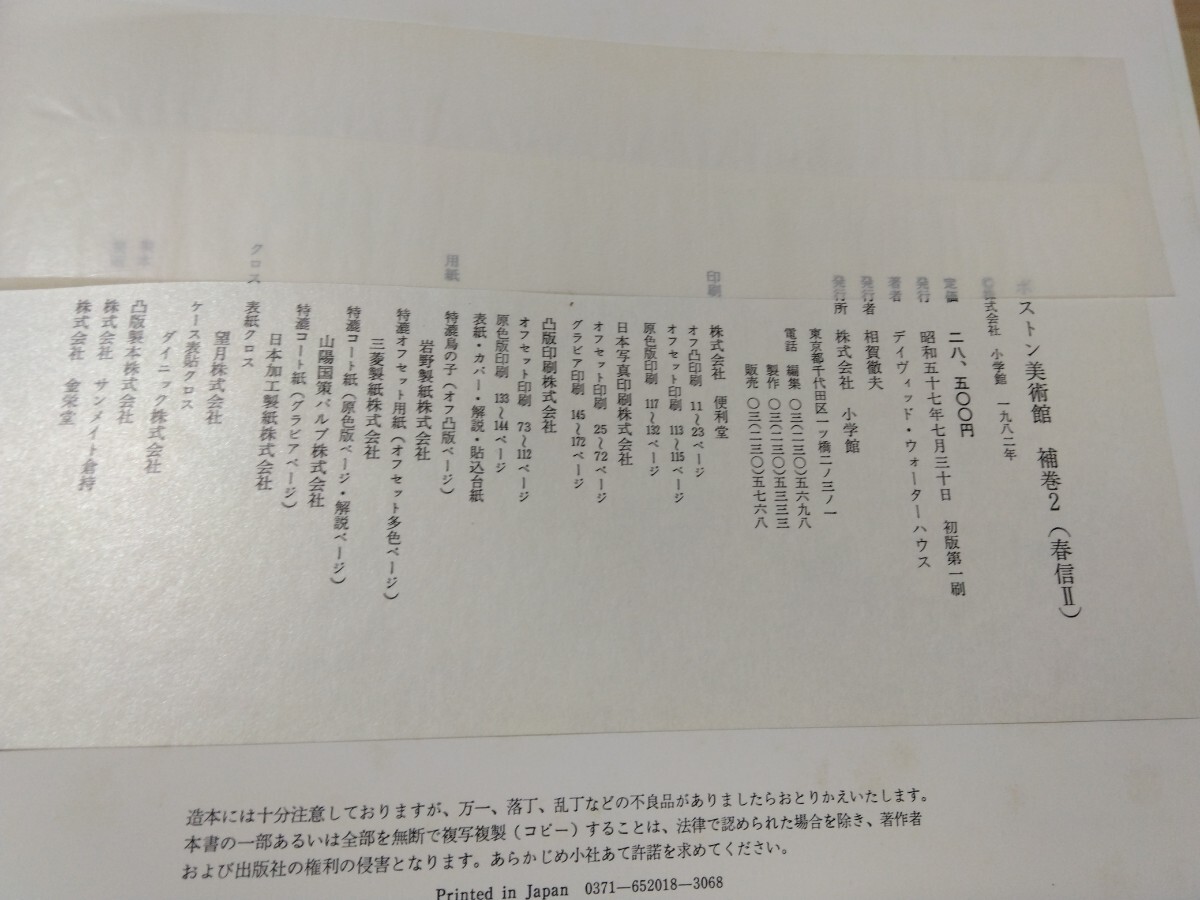 ボストン美術館 補巻2（春信Ⅱ）
株式会社 小学館 一九八二年
定価 二八、五〇〇円
発行 昭和五十七年七月三十日 初版第一刷
著者 デイヴィッド・ウォーターハウス
発行者 相賀徹夫
発行所 株式会社 小学館
東京都千代田区一ッ橋二ノ三ノ一
電話 編集 〇三（二三〇）五六九八
製作 〇三（二三〇）五三三三
販売 〇三（二三〇）五七六八
印刷 株式会社 便利堂
オフ凸印刷 11〜23ページ
オフセット印刷 113〜115ページ
原色版印刷 117〜132ページ
日本写真印刷株式会社
オフセット印刷 25〜72ページ
グラビア印刷 145〜172ページ
凸版印刷株式会社
オフセット印刷 73〜112ページ
原色版印刷 133〜144ページ
表紙・カバー・解説・貼込台紙
用紙 特漉鳥の子（オフ凸版ページ）
岩野製紙株式会社
特漉オフセット用紙（オフセット多色ページ）
三菱製紙株式会社
特漉コート紙（原色版ページ・解説ページ）
山陽国策パルプ株式会社
特漉コート紙（グラビアページ）
日本加工製紙株式会社
クロス 表紙クロス
望月株式会社
ケース表貼クロス
ダイニック株式会社
凸版製本株式会社
株式会社 サンメイト倉持
株式会社 金栄堂
造本には十分注意しておりますが、万一、落丁、乱丁などの不良品がありましたらおとりかえいたします。
本書の一部あるいは全部を無断で複写複製（コピー）することは、法律で認められた場合を除き、著作者
および出版社の権利の侵害となります。あらかじめ小社あて許諾を求めてください。
Printed in Japan 0371—652018—3068